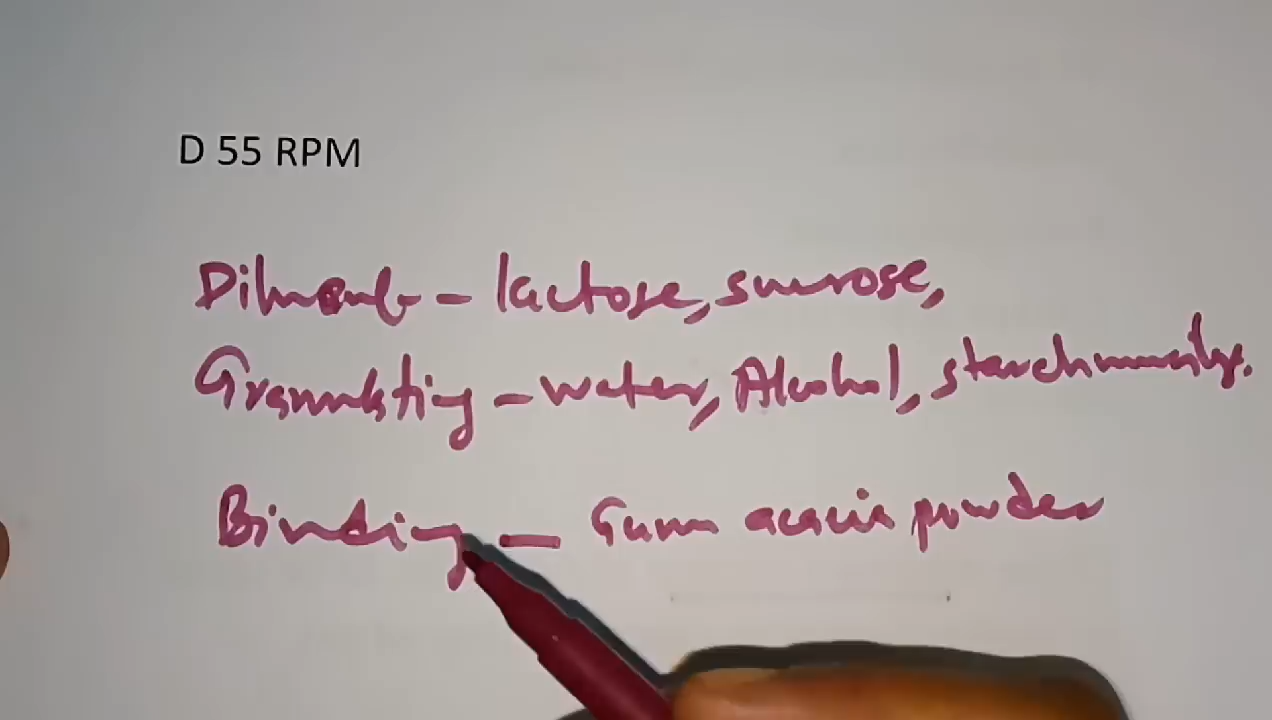 D 55 RPM
Diluent - lactose, sucrose,
Granulating - water, Alcohol, starch mucilage.
Binding - Gum acacia powder